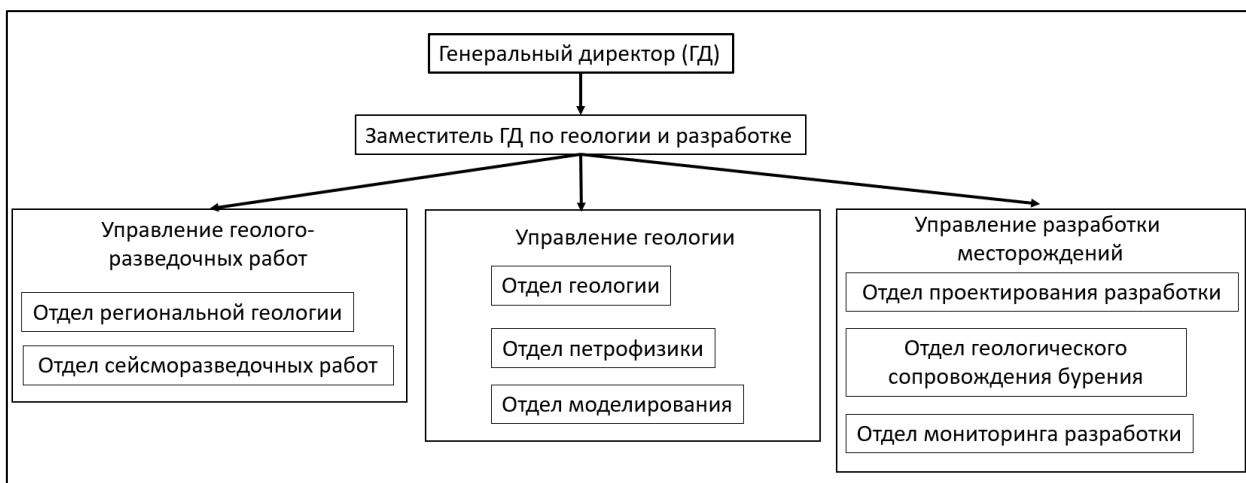 Генеральный директор (ГД)
Заместитель ГД по геологии и разработке
Управление геолого-
разведочных работ
Отдел региональной геологии
Отдел сейсморазведочных работ
Управление геологии
Отдел геологии
Отдел петрофизики
Отдел моделирования
Управление разработки
месторождений
Отдел проектирования разработки
Отдел геологического
сопровождения бурения
Отдел мониторинга разработки